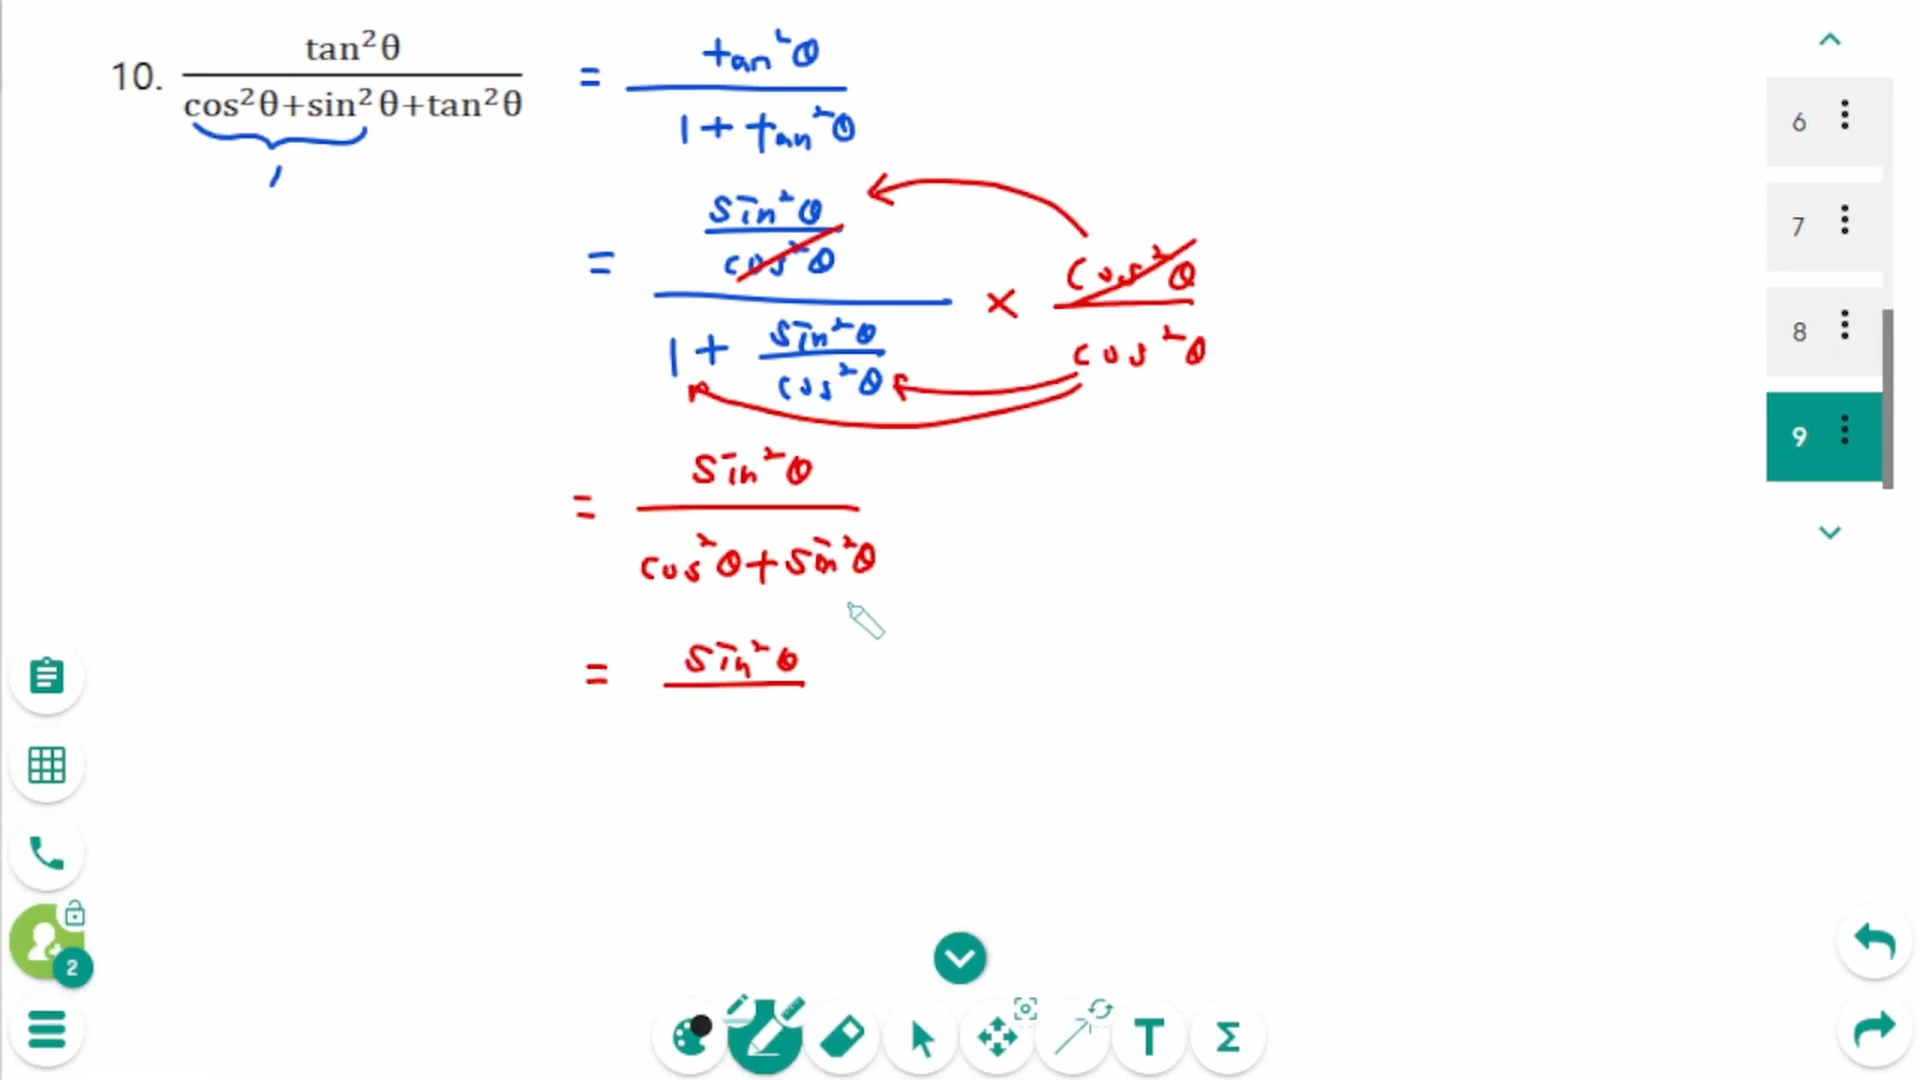 10. tan²θ / cos²θ+sin²θ+tan²θ = tan²θ / 1 + tan²θ
1
= (sin²θ / cos²θ) / (1 + sin²θ / cos²θ) × cos²θ / cos²θ
= sin²θ / cos²θ + sin²θ
= sin²θ
6
7
8
9
2
T
Σ